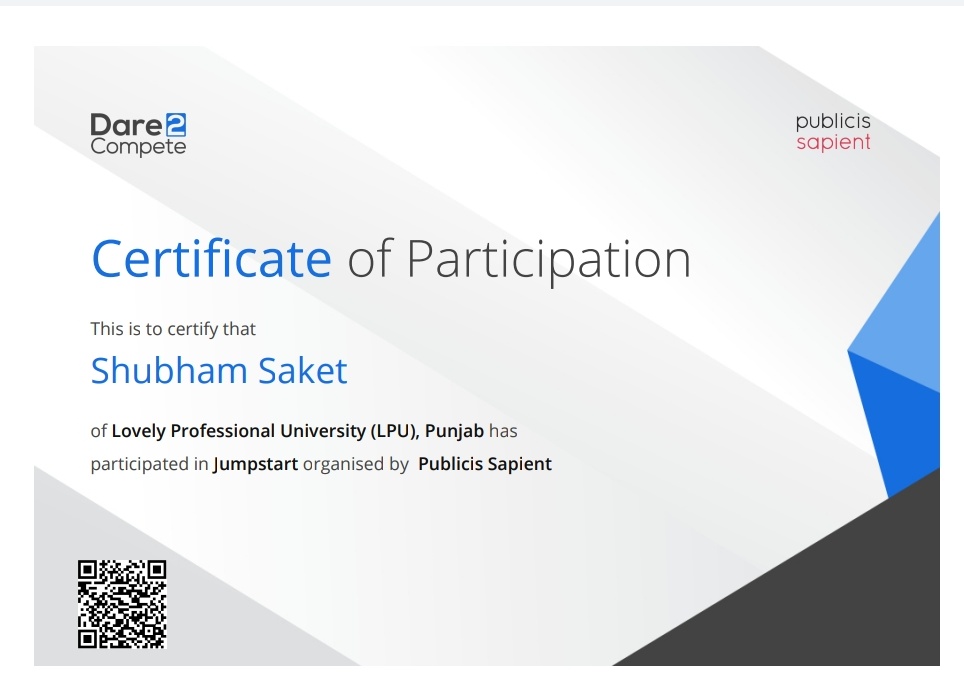 Dare2
Compete
publicis
sapient
Certificate of Participation
This is to certify that
Shubham Saket
of Lovely Professional University (LPU), Punjab has
participated in Jumpstart organised by Publicis Sapient